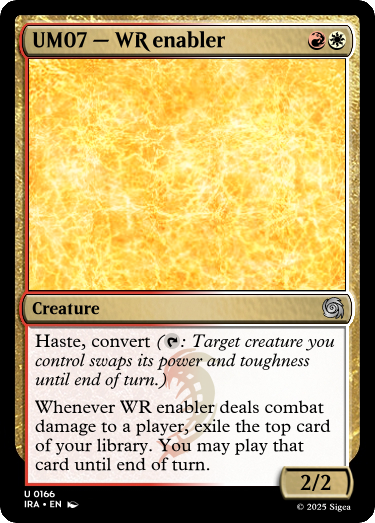 UM07 — WR enabler
Creature
Haste, convert (: Target creature you
control swaps its power and toughness
until end of turn.)
Whenever WR enabler deals combat
damage to a player, exile the top card
of your library. You may play that
card until end of turn.
2/2
U 0166
IRA • EN
© 2025 Sigea